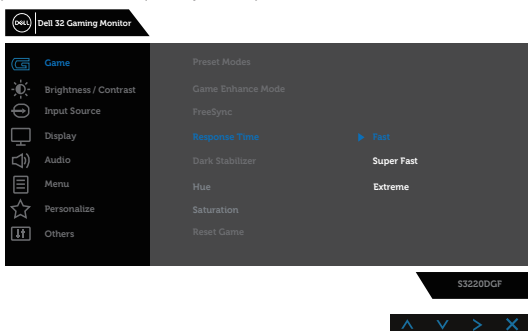 DELL
Dell 32 Gaming Monitor
Game
Brightness / Contrast
Input Source
Display
Audio
Menu
Personalize
Others
Preset Modes
Game Enhance Mode
FreeSync
Response Time
Dark Stabilizer
Hue
Saturation
Reset Game
Fast
Super Fast
Extreme
S3220DGF